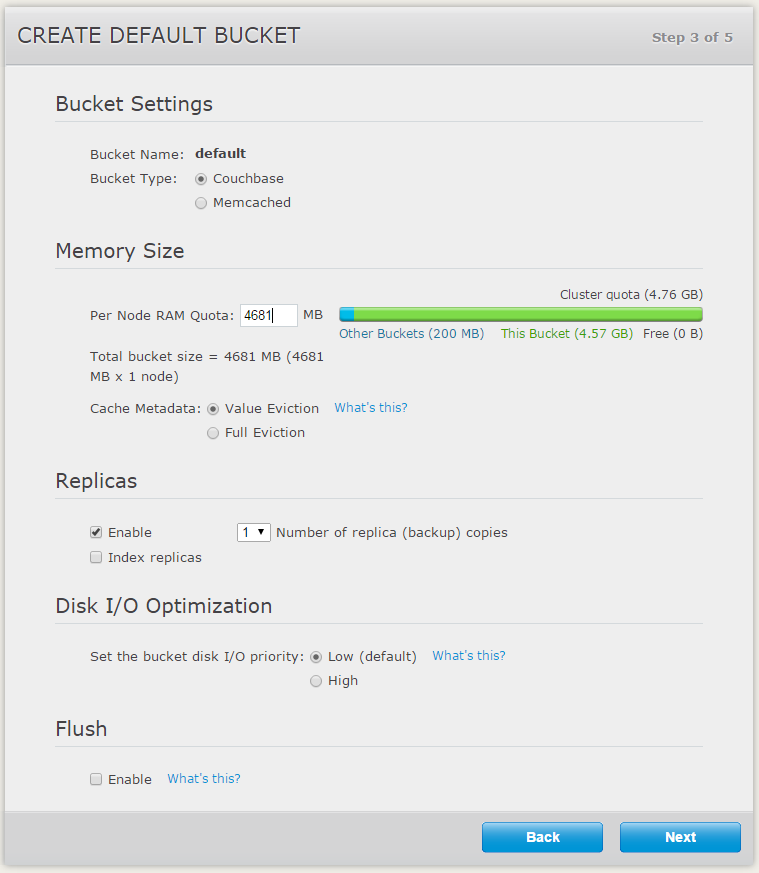 CREATE DEFAULT BUCKET
Step 3 of 5
Bucket Settings
Bucket Name: default
Bucket Type: Couchbase
Memcached
Memory Size
Cluster quota (4.76 GB)
Per Node RAM Quota: 4681 MB
Other Buckets (200 MB) This Bucket (4.57 GB) Free (0 B)
Total bucket size = 4681 MB (4681
MB x 1 node)
Cache Metadata: Value Eviction What's this?
Full Eviction
Replicas
Enable 1 Number of replica (backup) copies
Index replicas
Disk I/O Optimization
Set the bucket disk I/O priority: Low (default) What's this?
High
Flush
Enable What's this?
Back Next